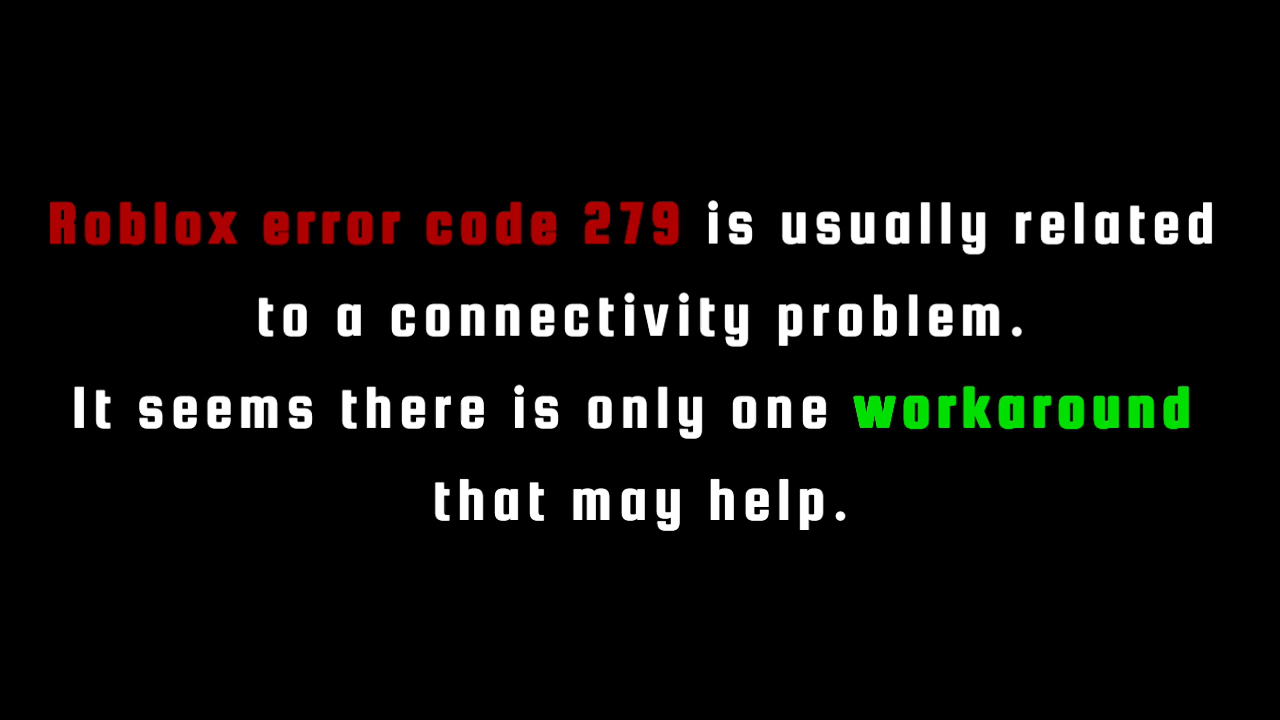 Roblox error code 279 is usually related
to a connectivity problem.
It seems there is only one workaround
that may help.